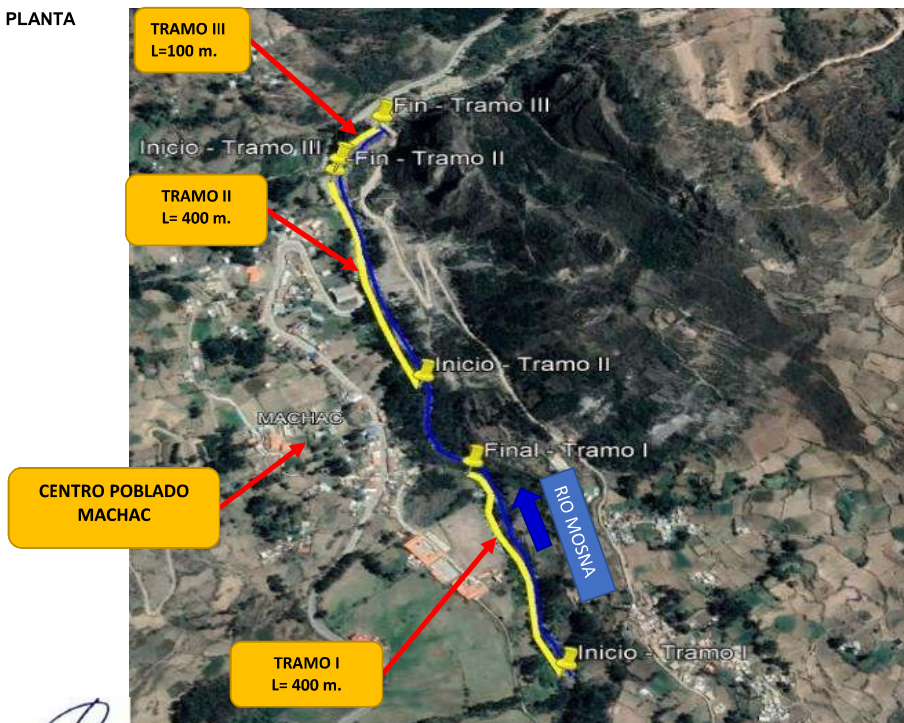 PLANTA
TRAMO III
L=100 m.
Fin - Tramo III
Inicio - Tramo III
Fin - Tramo II
TRAMO II
L= 400 m.
Inicio - Tramo II
MACHAC
Final - Tramo I
CENTRO POBLADO
MACHAC
RIO MOSNA
Inicio - Tramo I
TRAMO I
L= 400 m.